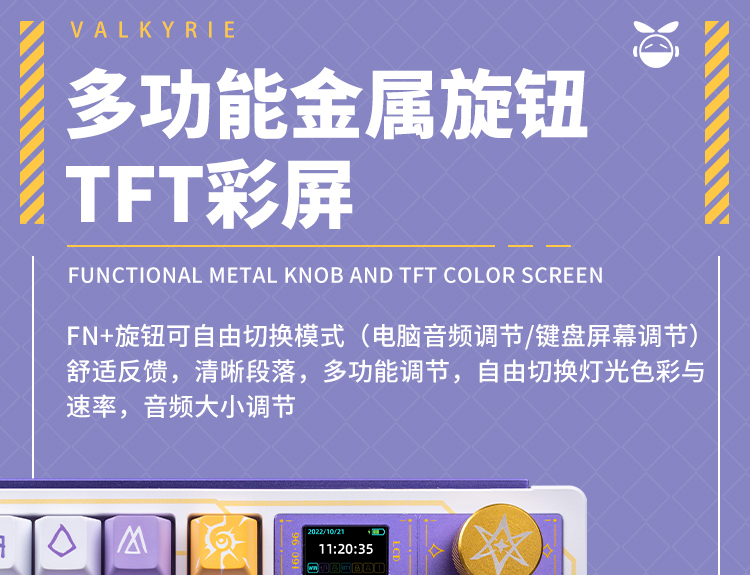 VALKYRIE
多功能金属旋钮
TFT彩屏
FUNCTIONAL METAL KNOB AND TFT COLOR SCREEN
FN+旋钮可自由切换模式（电脑音频调节/键盘屏幕调节）
舒适反馈，清晰段落，多功能调节，自由切换灯光色彩与
速率，音频大小调节
2022/10/21
11:20:35
LCD